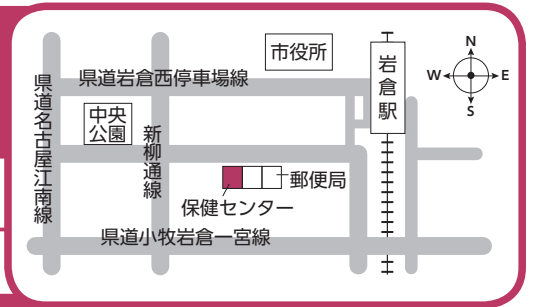 市役所
岩倉駅
N
W
E
S
県道岩倉西停車場線
県道名古屋江南線
中央
公園
新柳通線
郵便局
保健センター
県道小牧岩倉一宮線